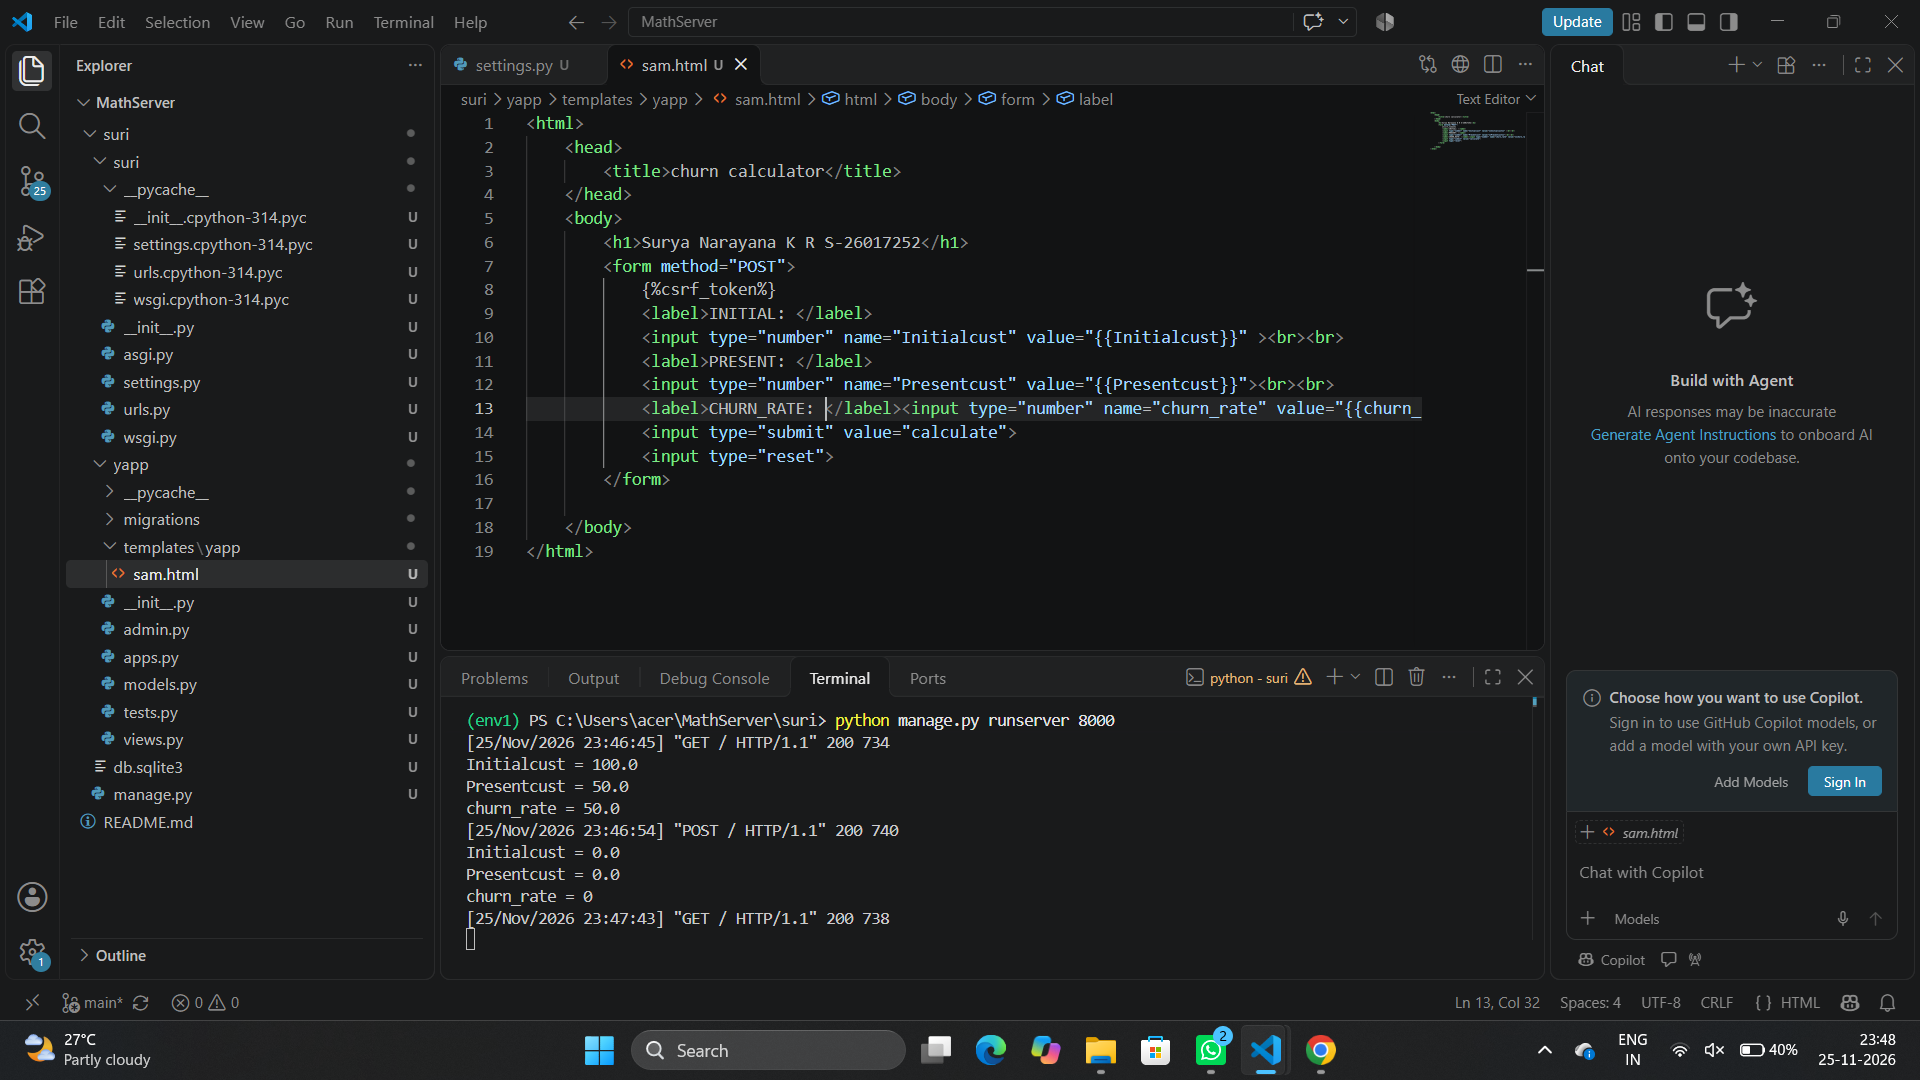 File Edit Selection View Go Run Terminal Help
MathServer
Update
Explorer
MathServer
suri
suri
__pycache__
__init__.cpython-314.pyc U
settings.cpython-314.pyc U
urls.cpython-314.pyc U
wsgi.cpython-314.pyc U
__init__.py U
asgi.py U
settings.py U
urls.py U
wsgi.py U
yapp
__pycache__
migrations
templates\yapp
sam.html U
__init__.py U
admin.py U
apps.py U
models.py U
tests.py U
views.py U
db.sqlite3 U
manage.py U
README.md
Outline
25
1
settings.py U
sam.html U
suri > yapp > templates > yapp > sam.html > html > body > form > label
Text Editor
1 <html>
2 <head>
3 <title>churn calculator</title>
4 </head>
5 <body>
6 <h1>Surya Narayana K R S-26017252</h1>
7 <form method="POST">
8 {%csrf_token%}
9 <label>INITIAL: </label>
10 <input type="number" name="Initialcust" value="{{Initialcust}}" ><br><br>
11 <label>PRESENT: </label>
12 <input type="number" name="Presentcust" value="{{Presentcust}}"><br><br>
13 <label>CHURN_RATE: </label><input type="number" name="churn_rate" value="{{churn_
14 <input type="submit" value="calculate">
15 <input type="reset">
16 </form>
17
18 </body>
19 </html>
Problems Output Debug Console Terminal Ports
python - suri
(env1) PS C:\Users\acer\MathServer\suri> python manage.py runserver 8000
[25/Nov/2026 23:46:45] "GET / HTTP/1.1" 200 734
Initialcust = 100.0
Presentcust = 50.0
churn_rate = 50.0
[25/Nov/2026 23:46:54] "POST / HTTP/1.1" 200 740
Initialcust = 0.0
Presentcust = 0.0
churn_rate = 0
[25/Nov/2026 23:47:43] "GET / HTTP/1.1" 200 738
Chat
Build with Agent
AI responses may be inaccurate
Generate Agent Instructions to onboard AI
onto your codebase.
Choose how you want to use Copilot.
Sign in to use GitHub Copilot models, or
add a model with your own API key.
Add Models
Sign In
sam.html
Chat with Copilot
Models
Copilot
main*
0 0
Ln 13, Col 32
Spaces: 4
UTF-8
CRLF
{ } HTML
27°C
Partly cloudy
Search
2
ENG
IN
40%
23:48
25-11-2026